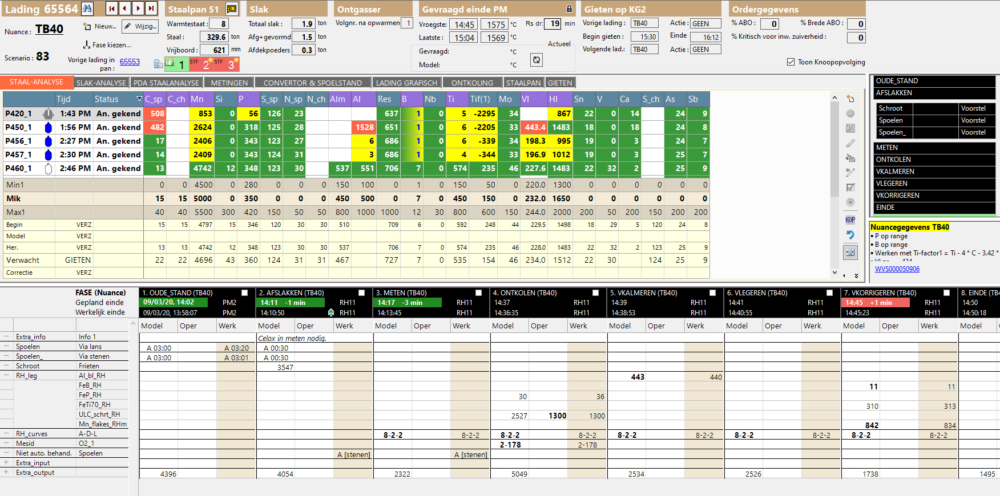 Lading 65564
Staalpan 51
Slak
Ontgasser
Gevraagd einde PM
Gieten op KG2
Ordergegevens
Nuance : TB40
Nieuw...
Wijzig...
Fase kiezen...
Scenario : 83
Vorige lading in pan : 65553
Warmtestaat : 8
Staal : 329.6 ton
Vrijboord : 621 mm
1 STF 2 STF 3
Totaal slak : 1.9 ton
Afg+gevormd 1.5 ton
Afdekpoeders 0.3 ton
Volgnr. na opwarmen 1
Vroegste: 14:45 1575 °C Rs dr: 19 min
Laatste : 15:04 1569 °C
Actueel
Gevraagd: °C
Model: °C
Vorige lading : TB40 Actie : GEEN
Begin gieten : 15:30 Einde 16:12
Volgende lad.: TB40 Actie : GEEN
% ABO : 0 % Brede ABO : 0
% Kritisch voor inw. zuiverheid : 0
Toon Knooppopvolging
STAAL-ANALYSE SLAK-ANALYSE PDA STAALANALYSE METINGEN CONVERTOR & SPOELSTAND LADING GRAFISCH ONTKOLING STAALPAN GIETEN
Tijd Status C_sp C_ch Mn Si P S_sp N_sp N_ch Alm Al Res B Nb Ti Tif(1) Mo VI HI Sn V Ca S_ch As Sb
P420_1 1:43 PM An. gekend 508 853 0 56 126 23 637 1 0 5 -2295 34 867 22 0 14 24 9
P450_1 1:56 PM An. gekend 482 2624 0 318 125 28 1528 651 1 0 6 -2205 33 443.4 1483 18 0 18 24 8
P456_1 2:27 PM An. gekend 17 2406 0 343 123 27 6 686 1 0 6 -339 34 198.3 995 19 0 3 24 7
P457_1 2:30 PM An. gekend 14 2409 0 343 124 31 3 686 1 0 4 -344 33 196.9 1012 19 0 3 25 7
P460_1 2:46 PM An. gekend 13 4742 12 348 123 30 537 551 706 7 0 574 235 46 227.6 1483 22 32 2 25 9
Min1 0 0 4500 0 280 0 0 0 150 100 0 1 0 150 50 0 220.0 1300 0 0 0 0 0 0
Mik 15 15 5000 0 350 0 0 0 450 500 0 7 0 450 150 0 232.0 1650 0 0 0 0 0 0
Max1 40 40 5500 300 420 150 50 50 800 1000 1000 12 30 800 600 150 244.0 2000 200 50 200 150 200 200
Begin VERZ 15 15 4797 15 346 120 30 30 510 709 6 0 592 248 44 229.5 1498 18 29 5 120 24 8
Model VERZ
Her. VERZ 13 13 4742 12 348 123 30 30 537 706 7 0 574 235 46 228.0 1483 22 32 2 123 25 9
Verwacht GIETEN 22 22 4696 43 360 124 31 31 467 727 7 0 535 154 46 234.0 1512 22 30 124 25 9
Correctie VERZ
KOP
OUDE_STAND
AFSLAKKEN
Schroot Voorstel
Spoelen Voorstel
Spoelen_ Voorstel
METEN
ONTKOLEN
VKALMEREN
VLEGEREN
VKORRIGEREN
EINDE
Nuancegegevens TB40
• P op range
• B op range
• Werken met Ti-factor1 = Ti - 4 * C - 3.42 *
WVS000050906
FASE (Nuance) 1. OUDE_STAND (TB40) 2. AFSLAKKEN (TB40) 3. METEN (TB40) 4. ONTKOLEN (TB40) 5. VKALMEREN (TB40) 6. VLEGEREN (TB40) 7. VKORRIGEREN (TB40) 8. EINDE (TB4
Gepland einde 09/03/20, 14:02 PM2 14:11 -1 min RH11 14:17 -3 min RH11 14:37 RH11 14:39 RH11 14:41 RH11 14:45 +1 min RH11 14:50
Werkelijk einde 09/03/20, 13:58:07 PM2 14:10:50 RH11 14:13:45 RH11 14:36:35 RH11 14:38:53 RH11 14:40:55 RH11 14:45:23 RH11 14:50:18
Model Oper Werk Model Oper Werk Model Oper Werk Model Oper Werk Model Oper Werk Model Oper Werk Model Oper Werk Model
Extra_info Info 1 Celox in meten nodig.
Spoelen Via lans A 03:00 A 03:20 A 00:30
Spoelen_ Via stenen A 03:00 A 03:01 A 00:30
Schroot Frieten 3547
RH_leg Al_bl_RH 443 440
FeB_RH 11 11
FeP_RH 30 36
FeTi70_RH 310 313
ULC_schrt_RH 2527 1300 1300
Mn_flakes_RHm 842 834
RH_curves A-D-L 8-2-2 8-2-2 8-2-2 8-2-2 8-2-2 8-2-2 8-2-2 8-2-2 8-2-2 8-2-2
Mesid O2_1 2-178 2-178
Niet auto. behand. Spoelen A [stenen] A [stenen]
Extra_input
Extra_output 4396 4054 2322 5049 2534 2526 1738 1495